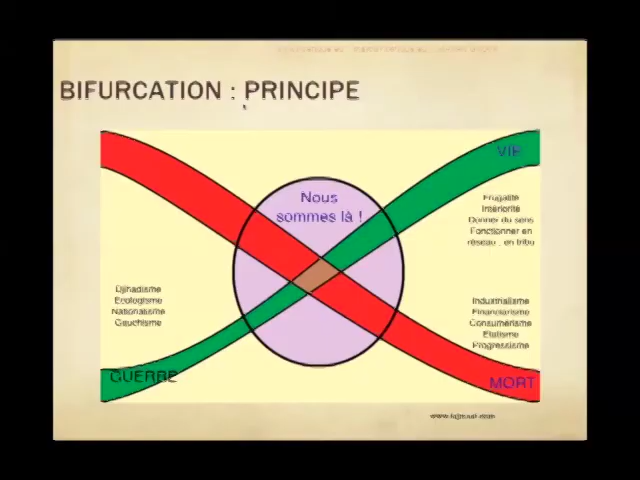 BIFURCATION : PRINCIPE
Nous
sommes là !
VIE
Frugalité
Intériorité
Donner du sens
Fonctionner en
réseau , en tribu
Djihadisme
Ecologisme
Nationalisme
Gauchisme
Industrialisme
Financiarisme
Consumérisme
Etatisme
Progressisme
GUERRE
MORT